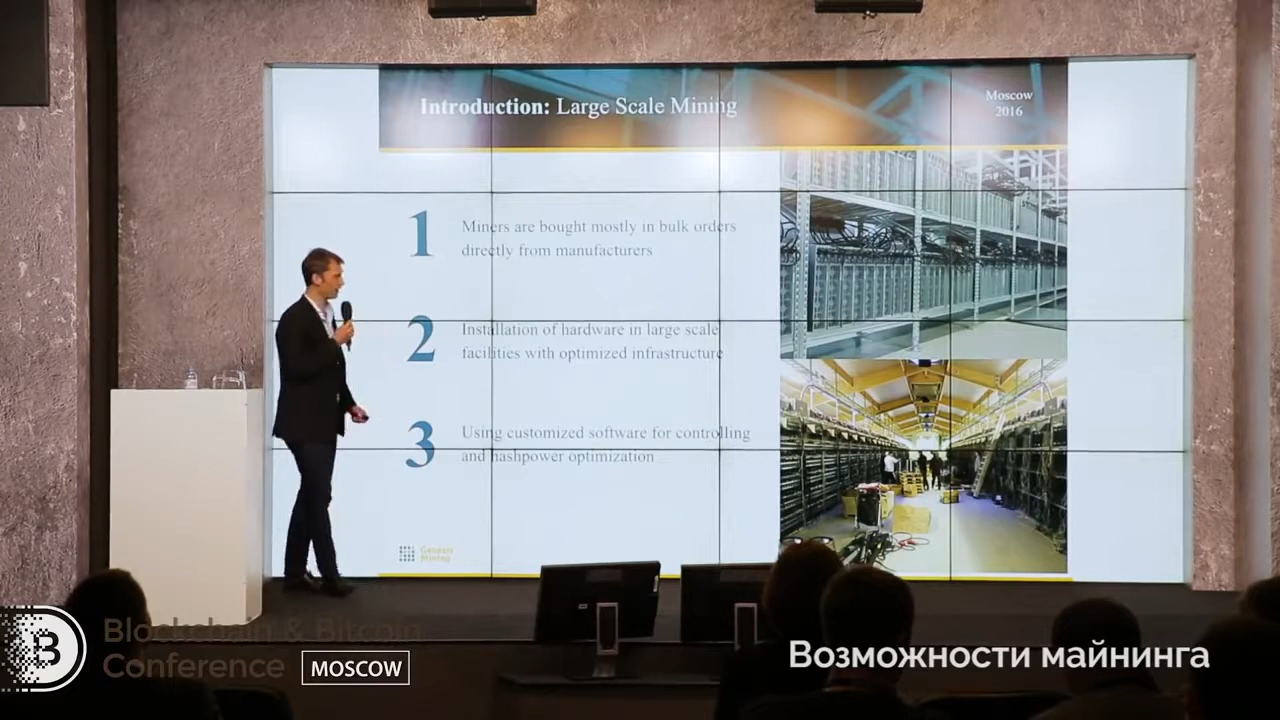 Introduction: Large Scale Mining
Moscow
2016
1
Miners are bought mostly in bulk orders
directly from manufacturers
2
Installation of hardware in large scale
facilities with optimized infrastructure
3
Using customized software for controlling
and hashpower optimization
Genesis
Mining
B
Blockchain & Bitcoin
Conference
MOSCOW
Возможности майнинга